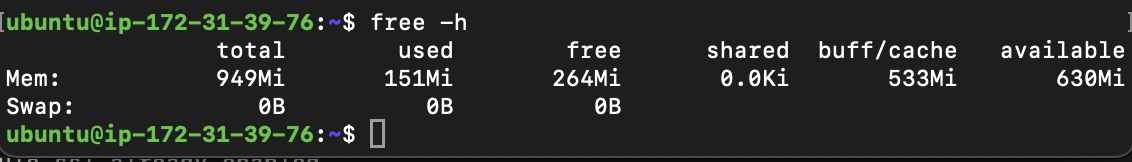 ubuntu@ip-172-31-39-76:~$ free -h
total used free shared buff/cache available
Mem: 949Mi 151Mi 264Mi 0.0Ki 533Mi 630Mi
Swap: 0B 0B 0B
ubuntu@ip-172-31-39-76:~$